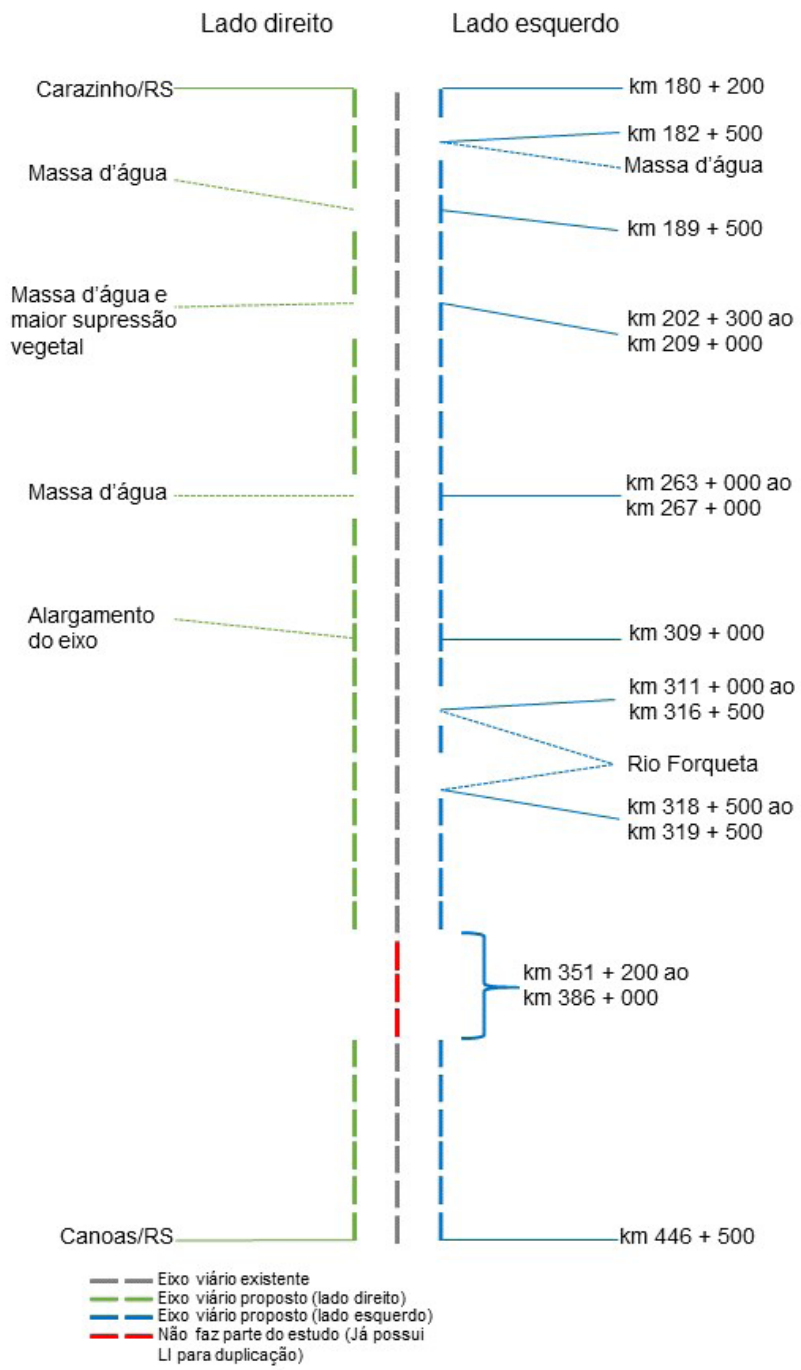 Lado direito
Lado esquerdo
Carazinho/RS
km 180 + 200
km 182 + 500
Massa d'água
Massa d'água
km 189 + 500
Massa d'água e
maior supressão
vegetal
km 202 + 300 ao
km 209 + 000
Massa d'água
km 263 + 000 ao
km 267 + 000
Alargamento
do eixo
km 309 + 000
km 311 + 000 ao
km 316 + 500
Rio Forqueta
km 318 + 500 ao
km 319 + 500
km 351 + 200 ao
km 386 + 000
Canoas/RS
km 446 + 500
Eixo viário existente
Eixo viário proposto (lado direito)
Eixo viário proposto (lado esquerdo)
Não faz parte do estudo (Já possui
LI para duplicação)